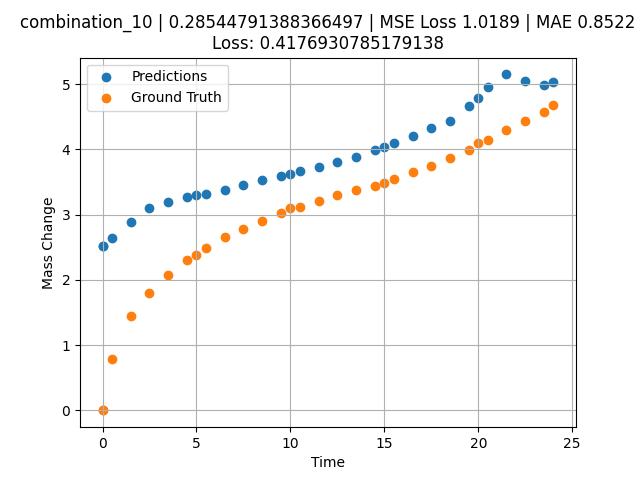 combination_10 | 0.28544791388366497 | MSE Loss 1.0189 | MAE 0.8522
Loss: 0.4176930785179138
Predictions
Ground Truth
Mass Change
5
4
3
2
1
0
0
5
10
15
20
25
Time